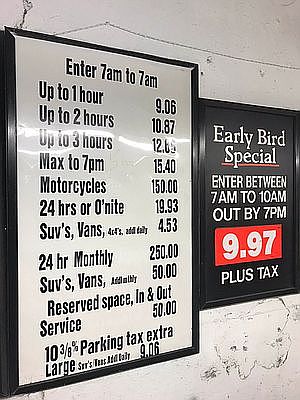 Enter 7am to 7am
Up to 1 hour 9.06
Up to 2 hours 10.87
Up to 3 hours 12.69
Max to 7pm 15.40
Motorcycles 150.00
24 hrs or O'nite 19.93
Suv's, Vans, 4x4's, addl daily 4.53
24 hr Monthly 250.00
Suv's, Vans, Addlmthly 50.00
Reserved space, In & Out
Service 50.00
10 3/8% Parking tax extra
Large Suv's/Vans Addl Daily 9.06
Early Bird
Special
ENTER BETWEEN
7AM TO 10AM
OUT BY 7PM
9.97
PLUS TAX